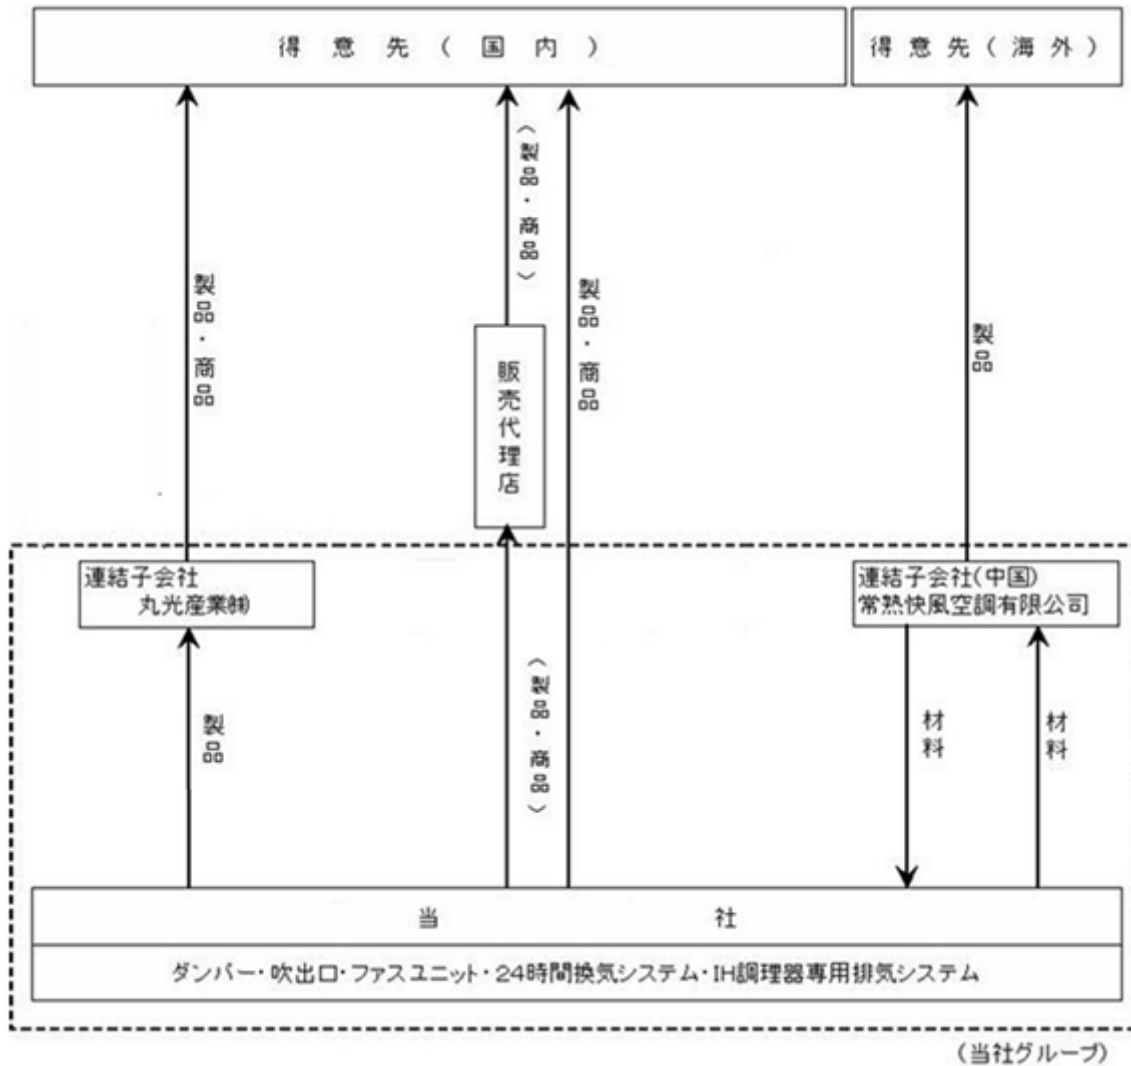 得意先(国内)
得意先(海外)
〈製品・商品〉
製品・商品
製品・商品
製品
販売代理店
連結子会社
丸光産業㈱
連結子会社(中国)
常熟快風空調有限公司
製品
〈製品・商品〉
材料
材料
当社
ダンパー・吹出口・ファスユニット・24時間換気システム・IH調理器専用排気システム
(当社グループ)